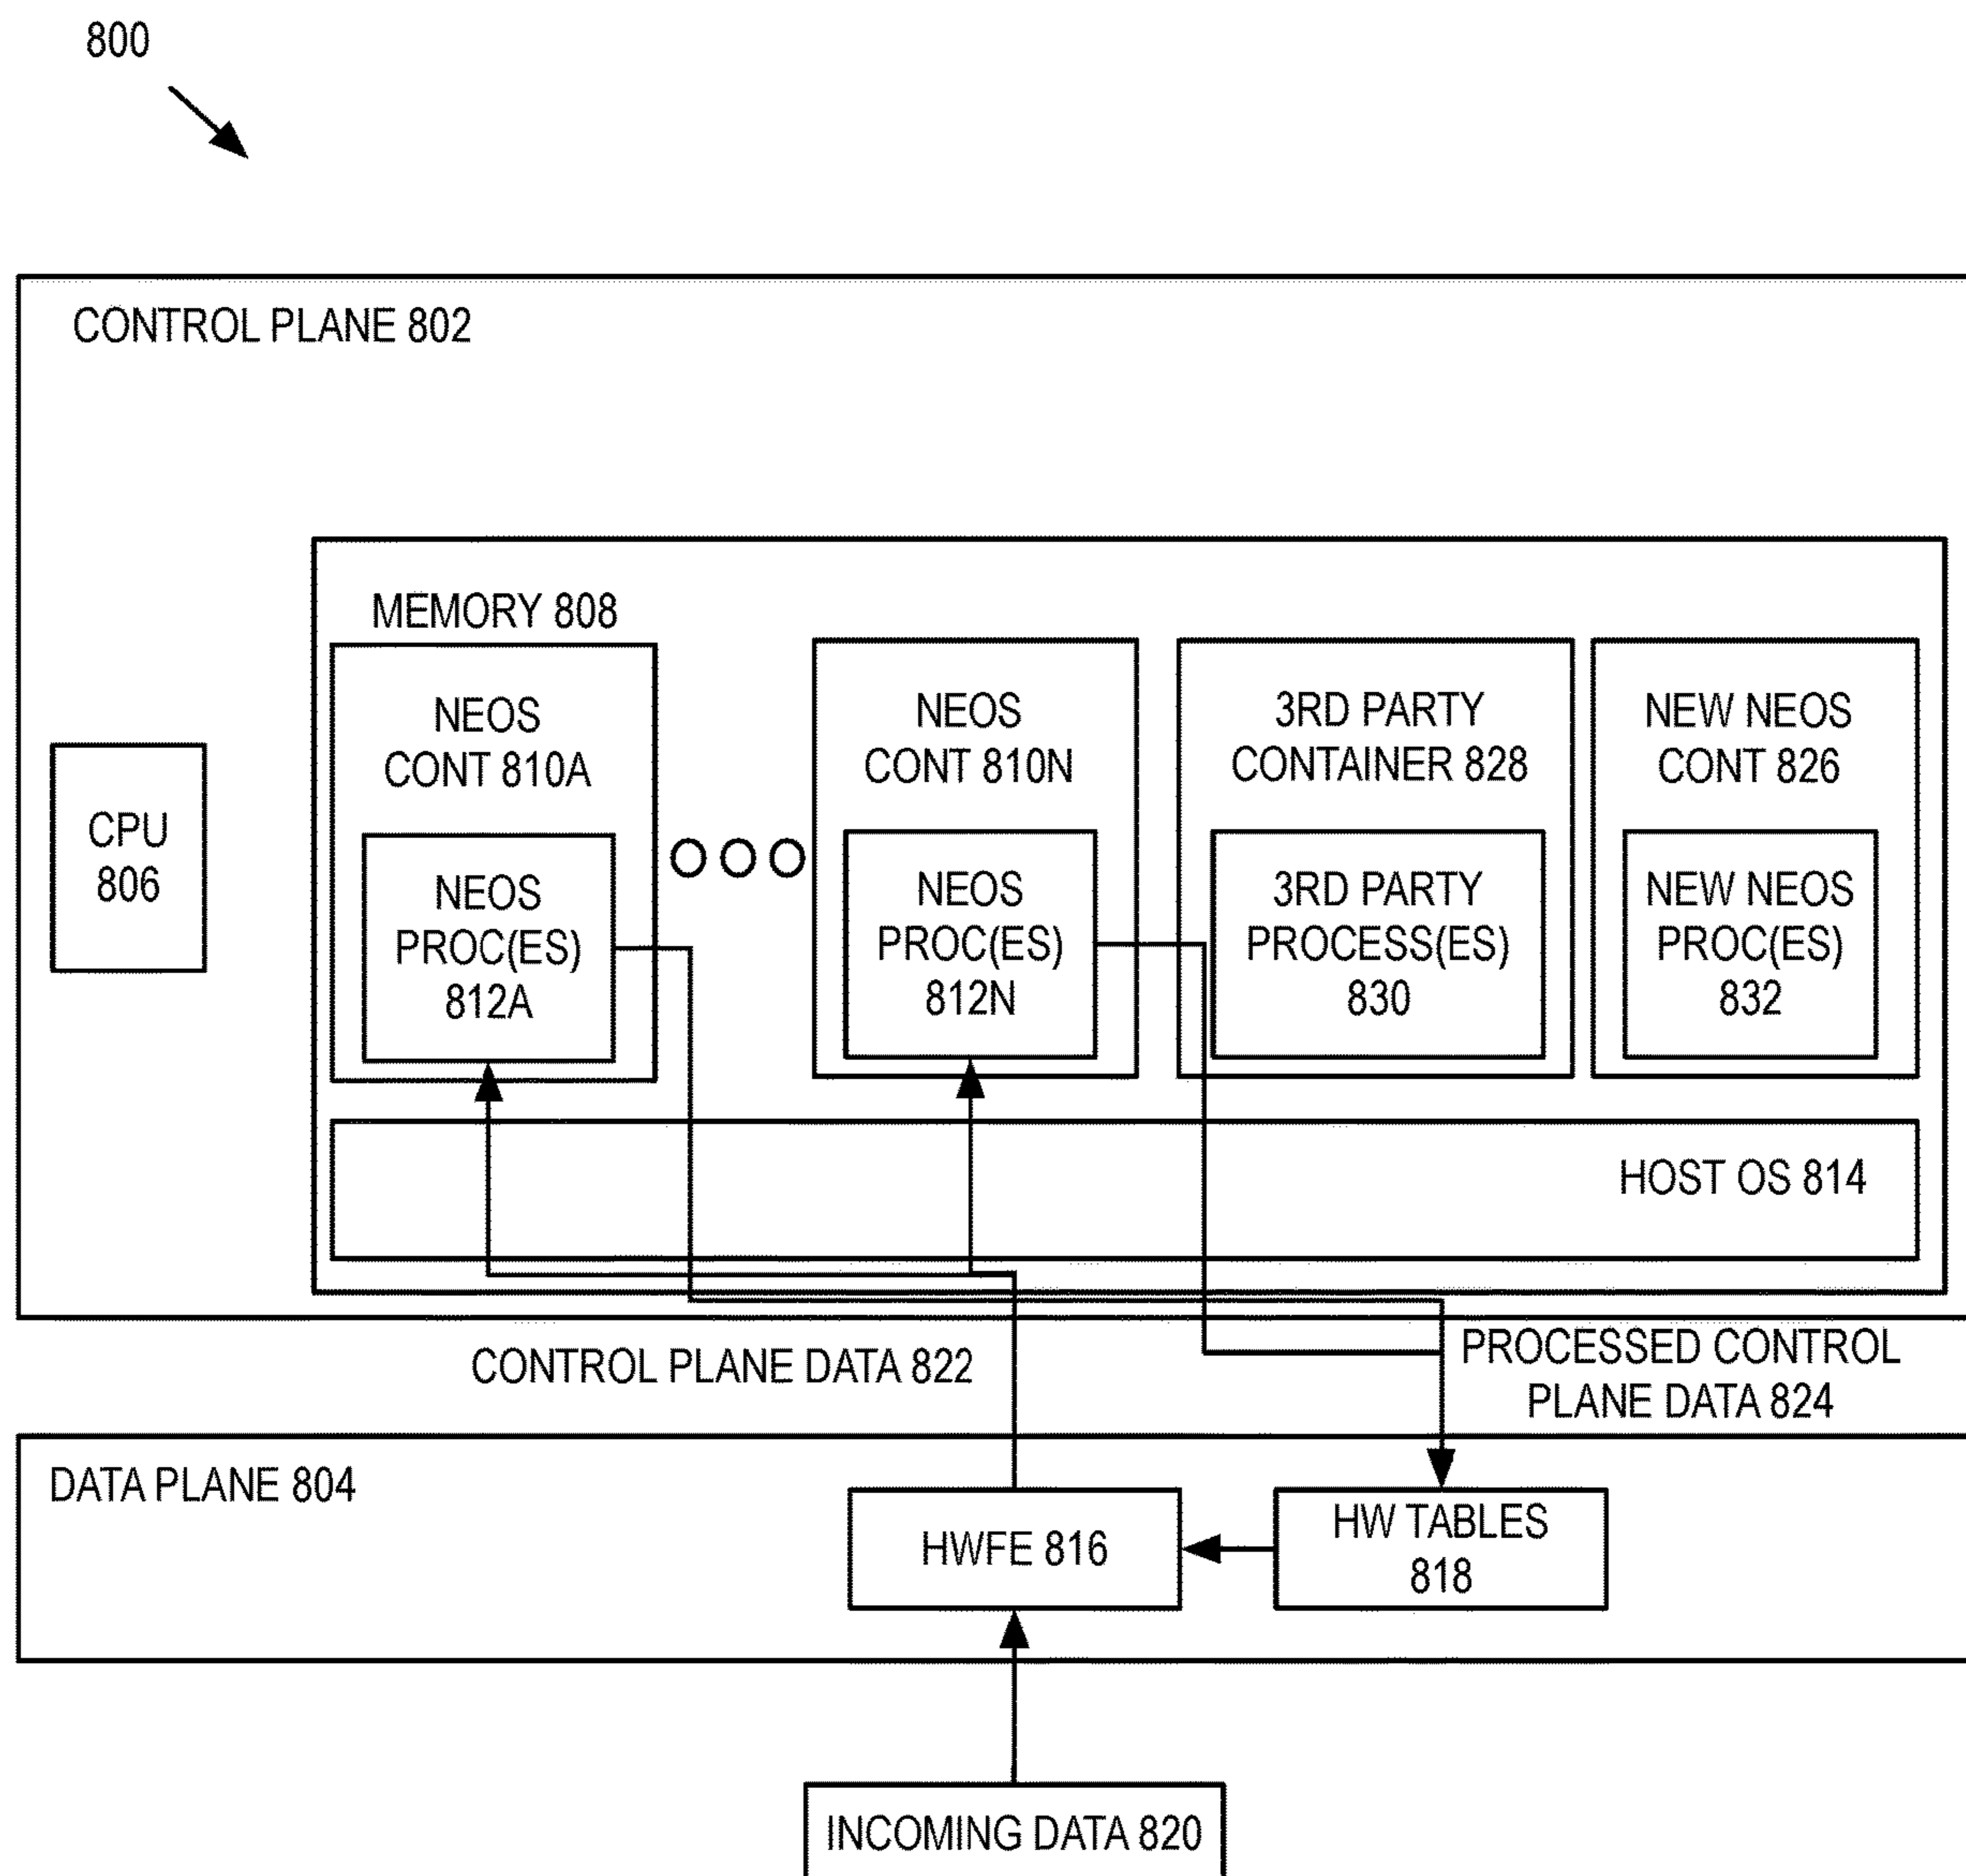 800
CONTROL PLANE 802
MEMORY 808
NEOS
CONT 810A
NEOS
CONT 810N
3RD PARTY
CONTAINER 828
NEW NEOS
CONT 826
CPU
806
NEOS
PROC(ES)
812A
NEOS
PROC(ES)
812N
3RD PARTY
PROCESS(ES)
830
NEW NEOS
PROC(ES)
832
HOST OS 814
CONTROL PLANE DATA 822
PROCESSED CONTROL
PLANE DATA 824
DATA PLANE 804
HWFE 816
HW TABLES
818
INCOMING DATA 820